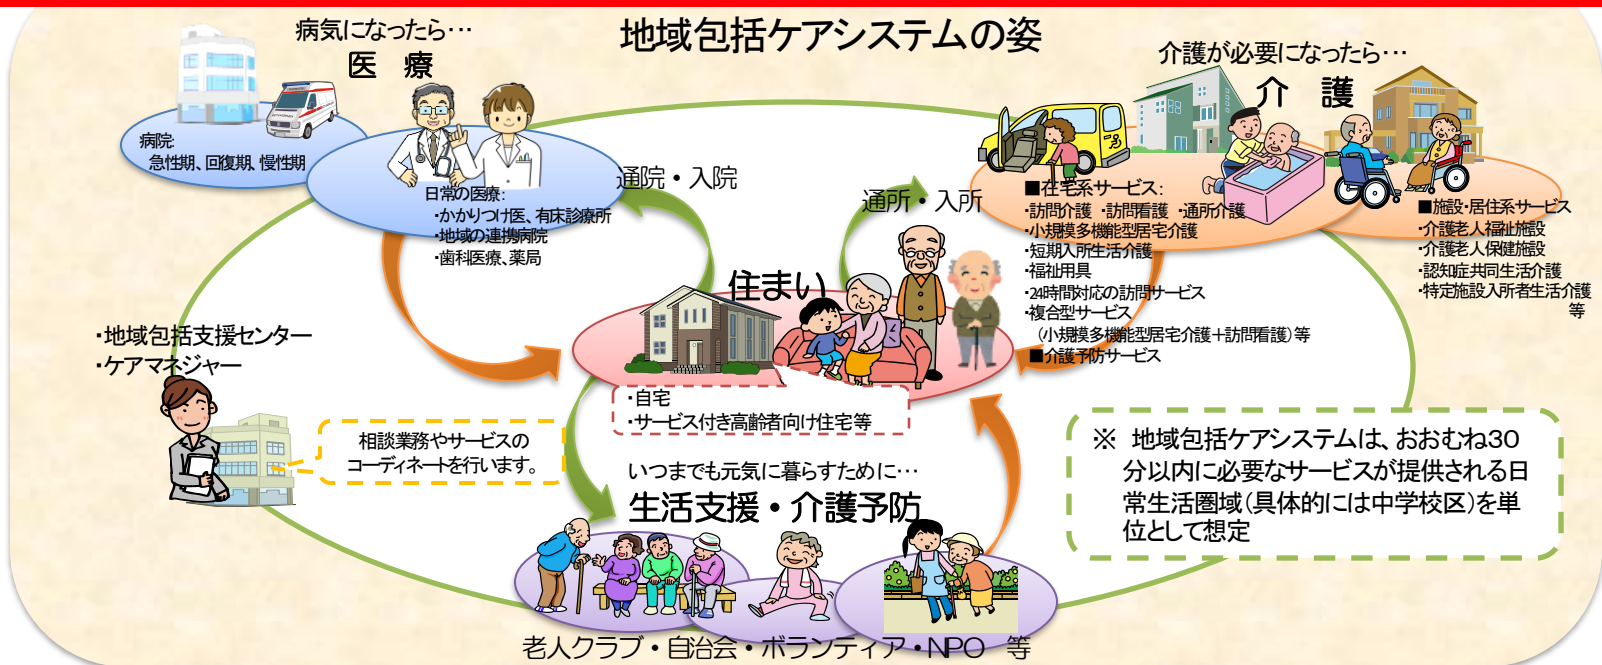 地域包括ケアシステムの姿
病気になったら…
医 療
病院:
急性期、回復期、慢性期
日常の医療:
・かかりつけ医、有床診療所
・地域の連携病院
・歯科医療、薬局
通院・入院
通所・入所
介護が必要になったら…
介 護
■在宅系サービス:
・訪問介護 ・訪問看護 ・通所介護
・小規模多機能型居宅介護
・短期入所生活介護
・福祉用具
・24時間対応の訪問サービス
・複合型サービス
(小規模多機能型居宅介護+訪問看護)等
■介護予防サービス
■施設・居住系サービス
・介護老人福祉施設
・介護老人保健施設
・認知症共同生活介護
・特定施設入所者生活介護
等
住まい
・自宅
・サービス付き高齢者向け住宅等
・地域包括支援センター
・ケアマネジャー
相談業務やサービスの
コーディネートを行います。
いつまでも元気に暮らすために…
生活支援・介護予防
老人クラブ・自治会・ボランティア・NPO 等
※ 地域包括ケアシステムは、おおむね30
分以内に必要なサービスが提供される日
常生活圏域(具体的には中学校区)を単
位として想定